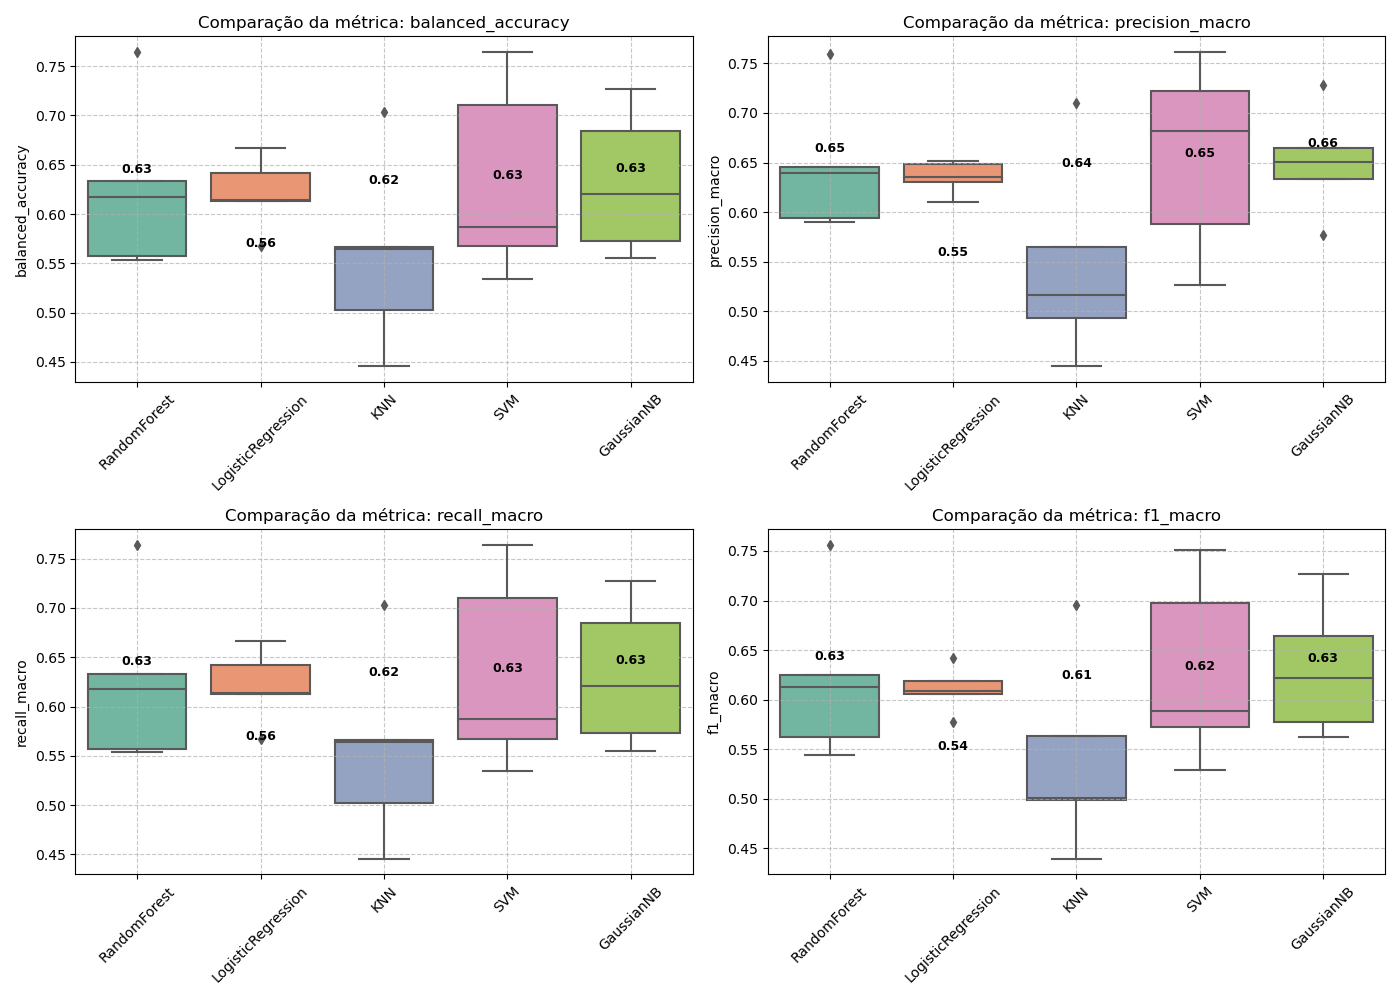 Comparação da métrica: balanced_accuracy
balanced_accuracy
0.75
0.70
0.65
0.60
0.55
0.50
0.45
0.63
0.56
0.62
0.63
0.63
RandomForest
LogisticRegression
KNN
SVM
GaussianNB
Comparação da métrica: precision_macro
precision_macro
0.75
0.70
0.65
0.60
0.55
0.50
0.45
0.65
0.55
0.64
0.65
0.66
RandomForest
LogisticRegression
KNN
SVM
GaussianNB
Comparação da métrica: recall_macro
recall_macro
0.75
0.70
0.65
0.60
0.55
0.50
0.45
0.63
0.56
0.62
0.63
0.63
RandomForest
LogisticRegression
KNN
SVM
GaussianNB
Comparação da métrica: f1_macro
f1_macro
0.75
0.70
0.65
0.60
0.55
0.50
0.45
0.63
0.54
0.61
0.62
0.63
RandomForest
LogisticRegression
KNN
SVM
GaussianNB